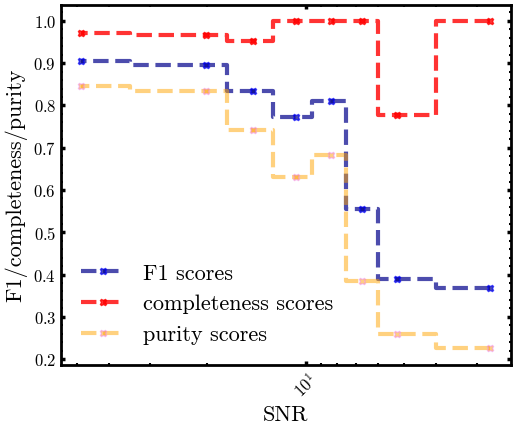 F1/completeness/purity
1.0
0.9
0.8
0.7
0.6
0.5
0.4
0.3
0.2
F1 scores
completeness scores
purity scores
10¹
SNR